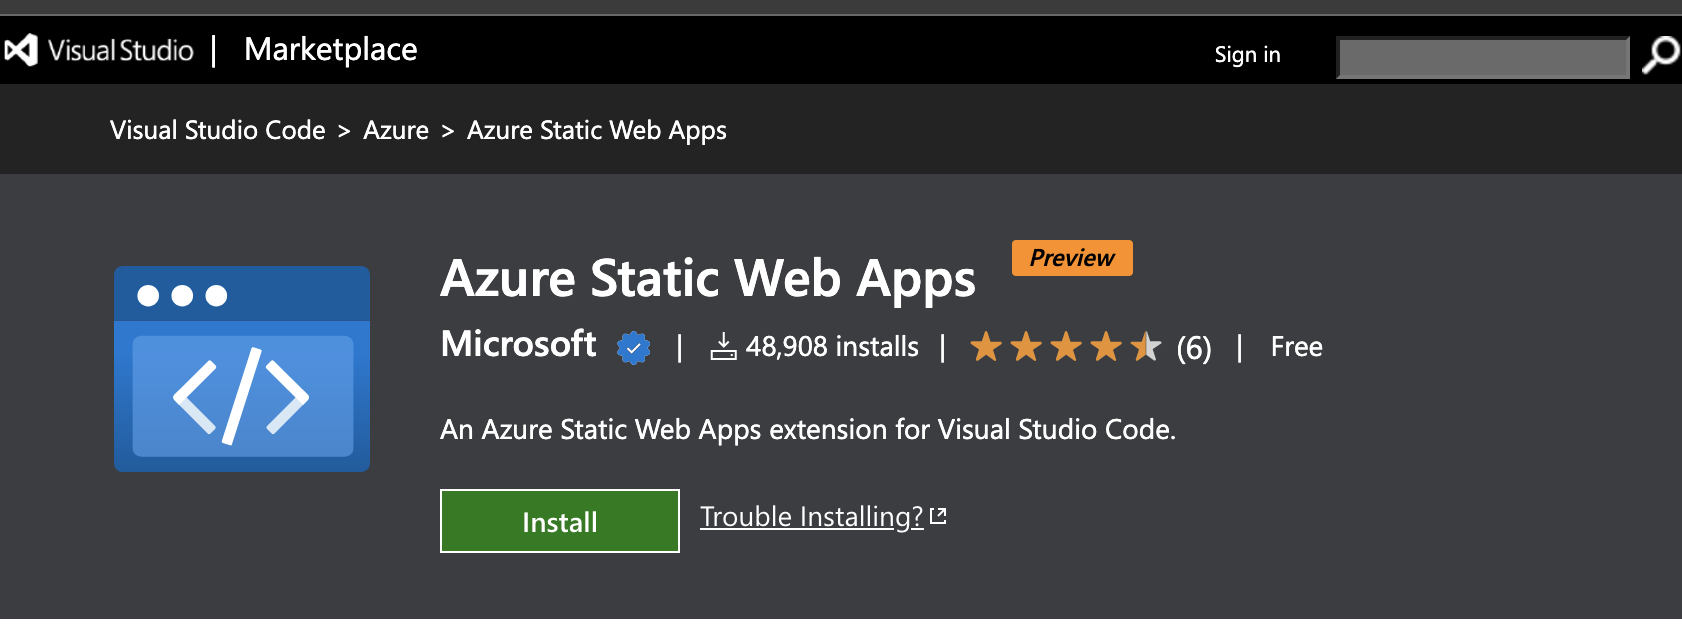 Visual Studio | Marketplace
Sign in
Visual Studio Code > Azure > Azure Static Web Apps
Azure Static Web Apps
Preview
Microsoft | 48,908 installs | (6) | Free
An Azure Static Web Apps extension for Visual Studio Code.
Install
Trouble Installing?